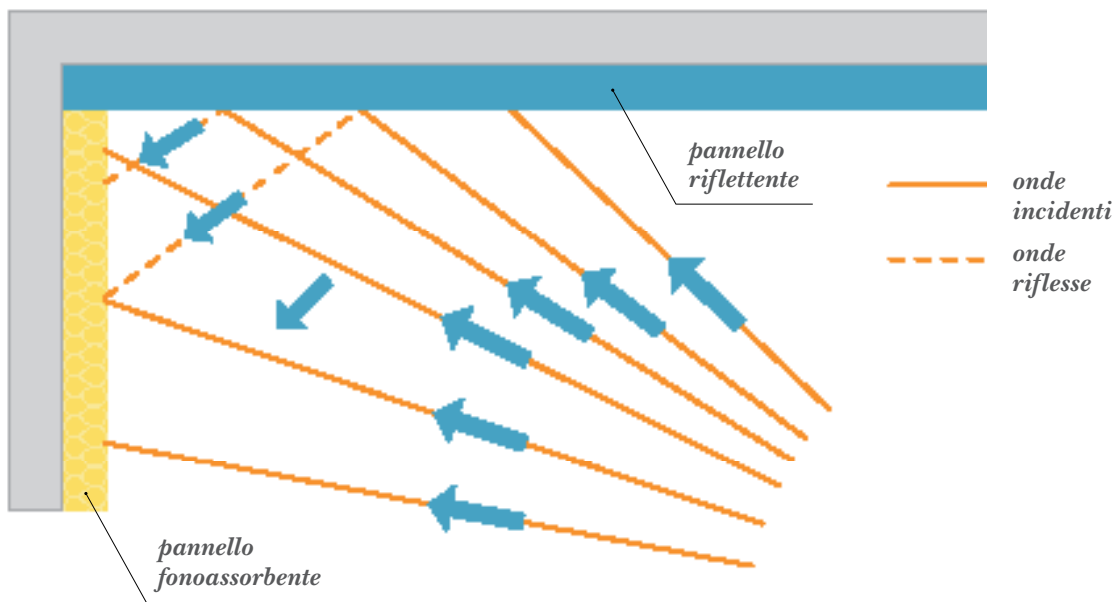 pannello
riflettente
onde
incidenti
onde
riflesse
pannello
fonoassorbente